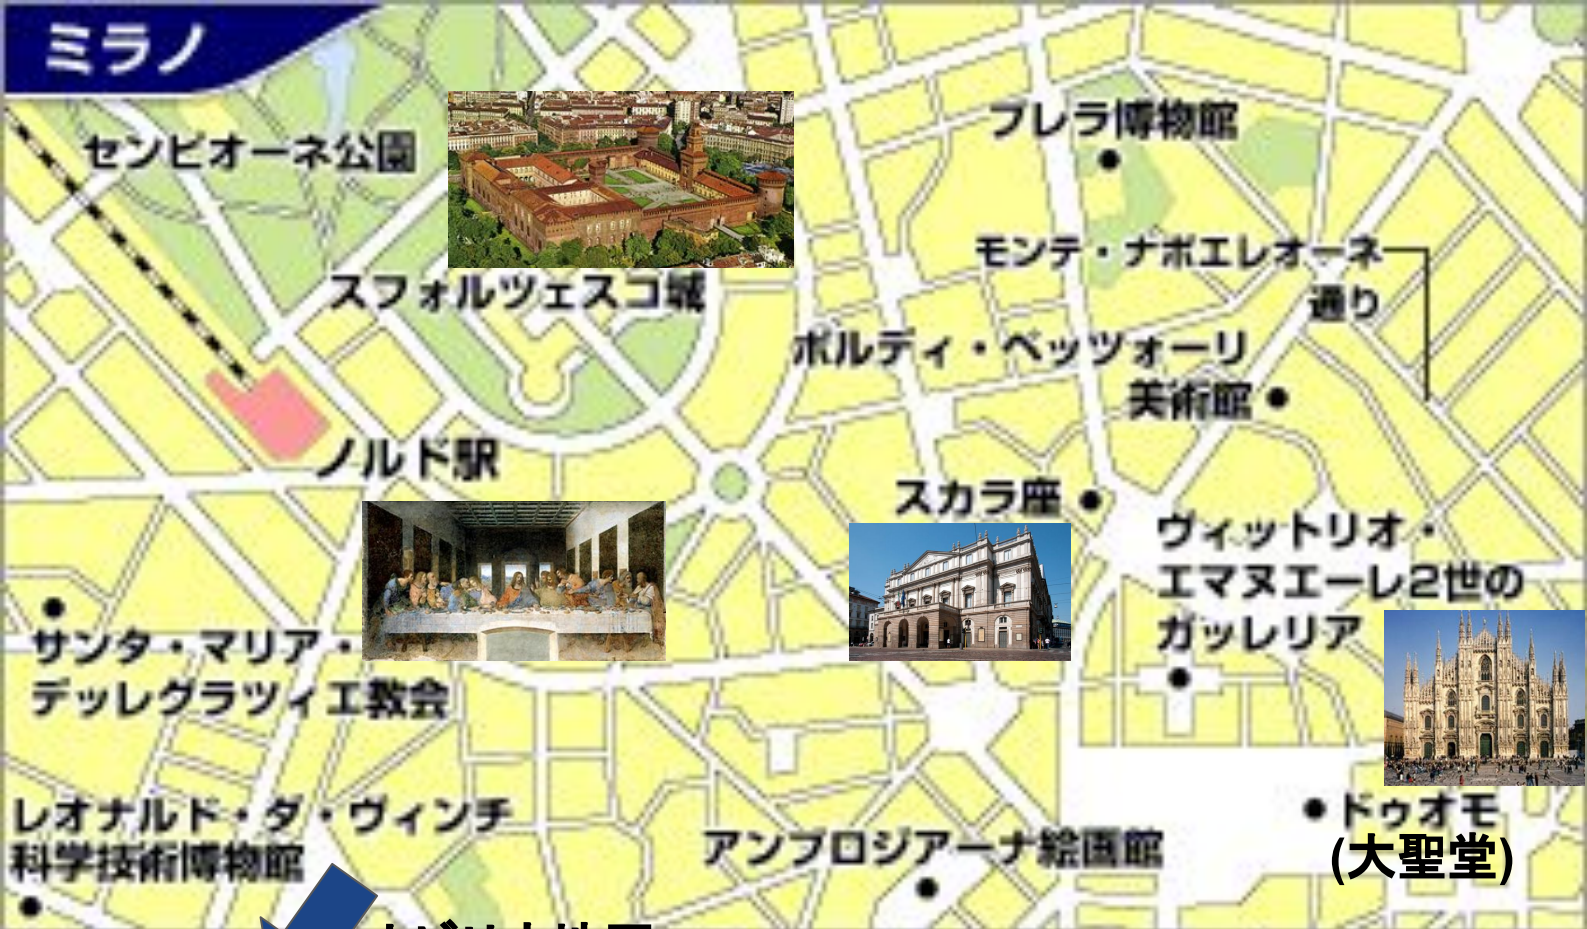 ミラノ
センピオーネ公園
ブレラ博物館
モンテ・ナポエレオーネ
通り
スフォルツェスコ城
ポルディ・ペッツォーリ
美術館
ノルド駅
スカラ座
ヴィットリオ・
エマヌエーレ2世の
ガッレリア
サンタ・マリア・
デッレグラツィエ教会
レオナルド・ダ・ヴィンチ
科学技術博物館
アンブロジアーナ絵画館
ドゥオモ
(大聖堂)